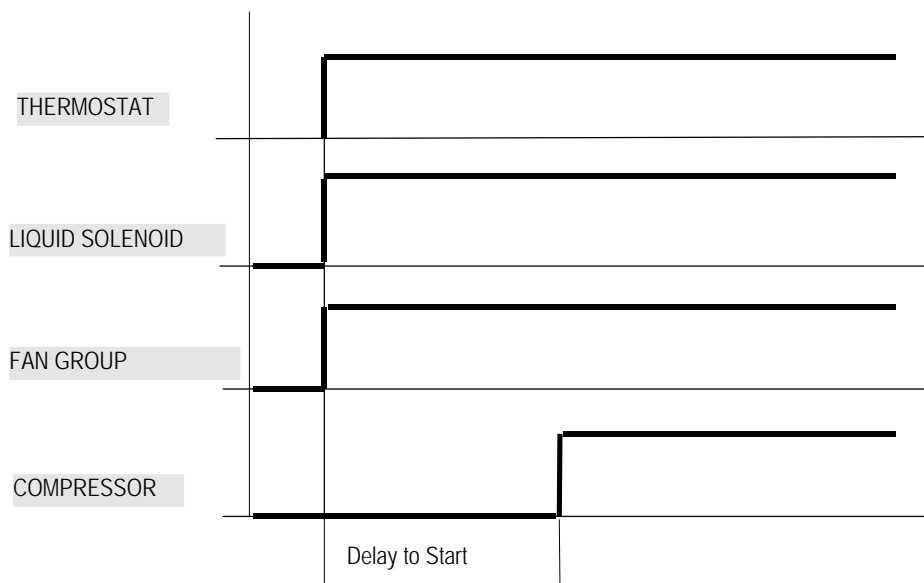 THERMOSTAT
LIQUID SOLENOID
FAN GROUP
COMPRESSOR
Delay to Start